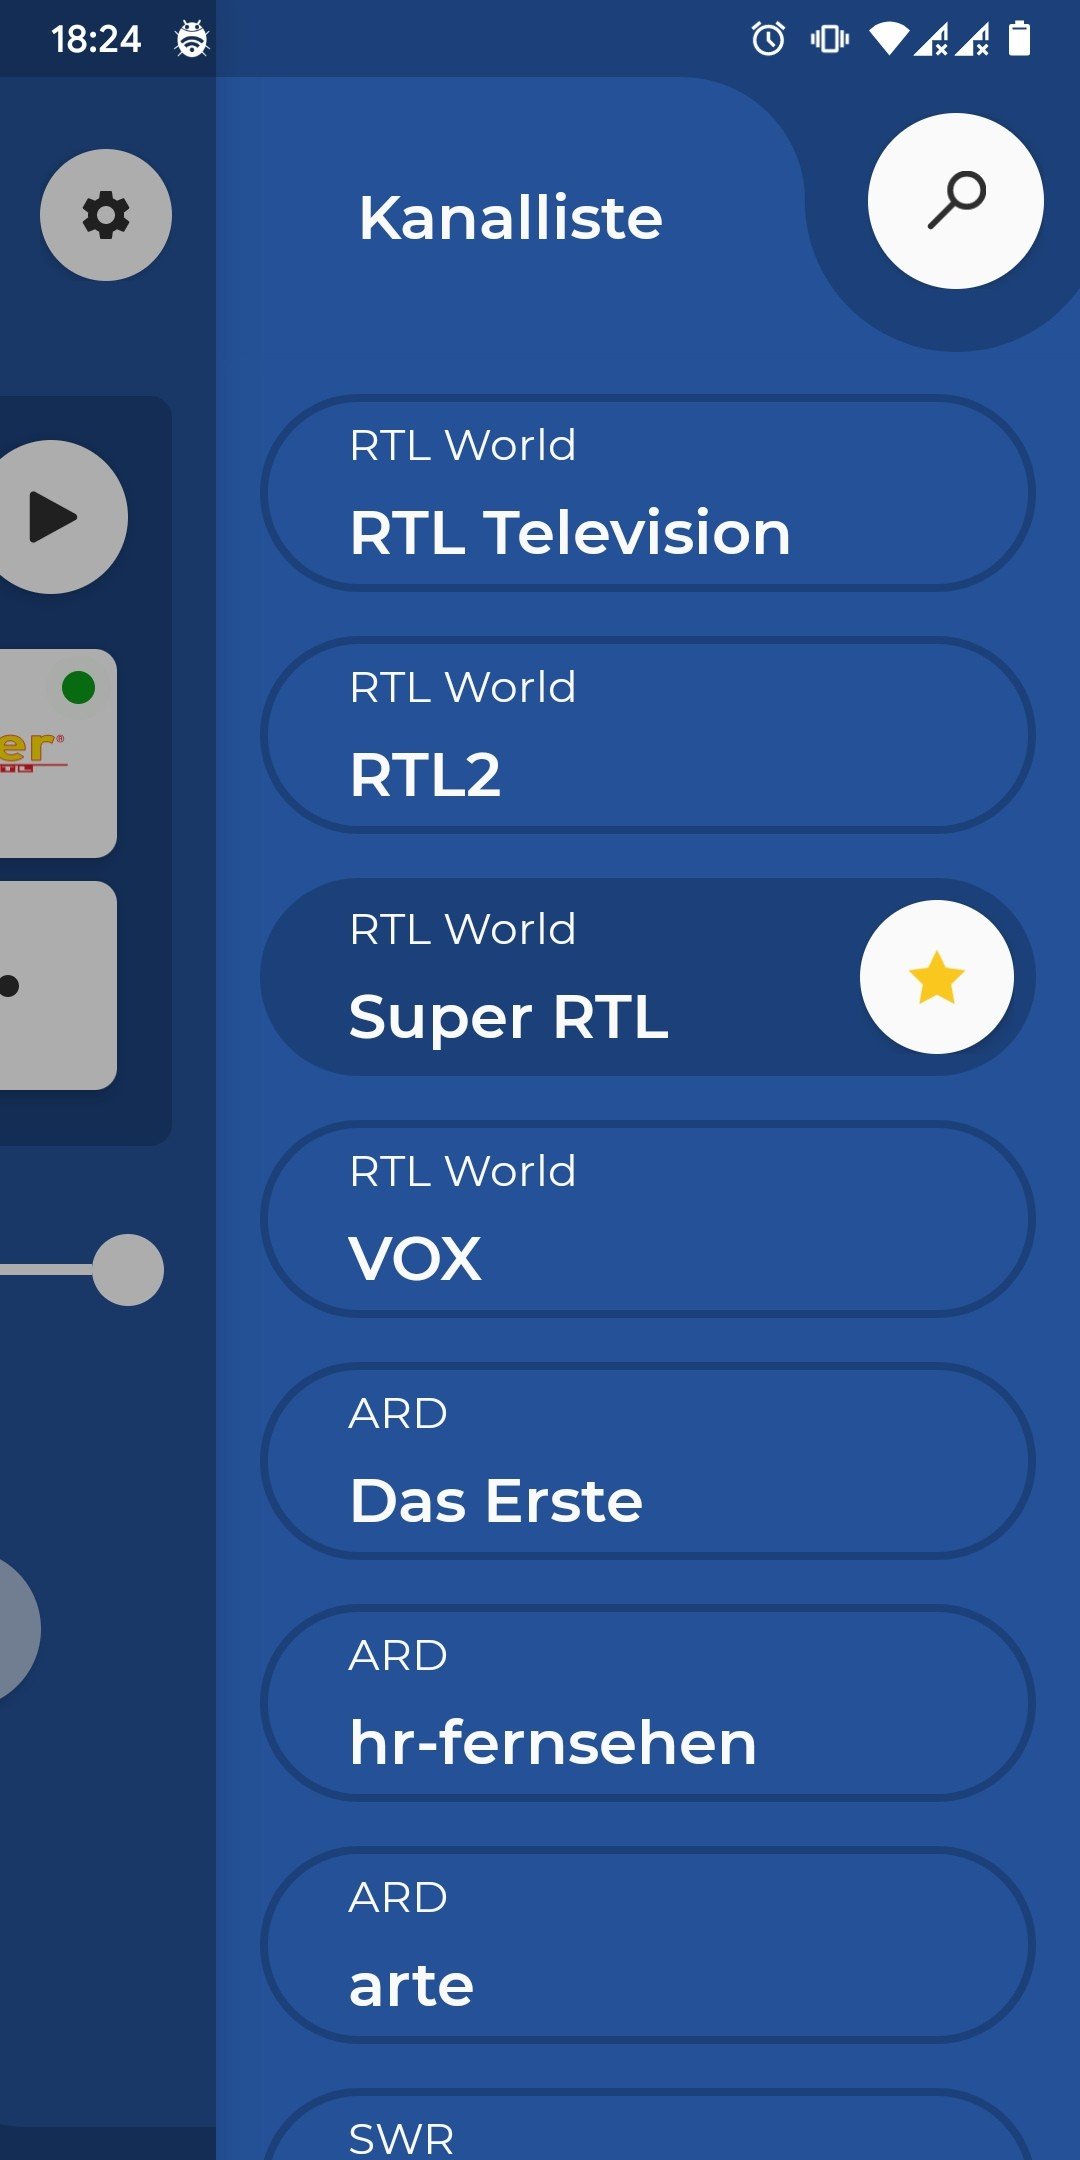 18:24
Kanalliste
RTL World
RTL Television
RTL World
RTL2
RTL World
Super RTL
er®
RTL World
VOX
ARD
Das Erste
ARD
hr-fernsehen
ARD
arte
SWR